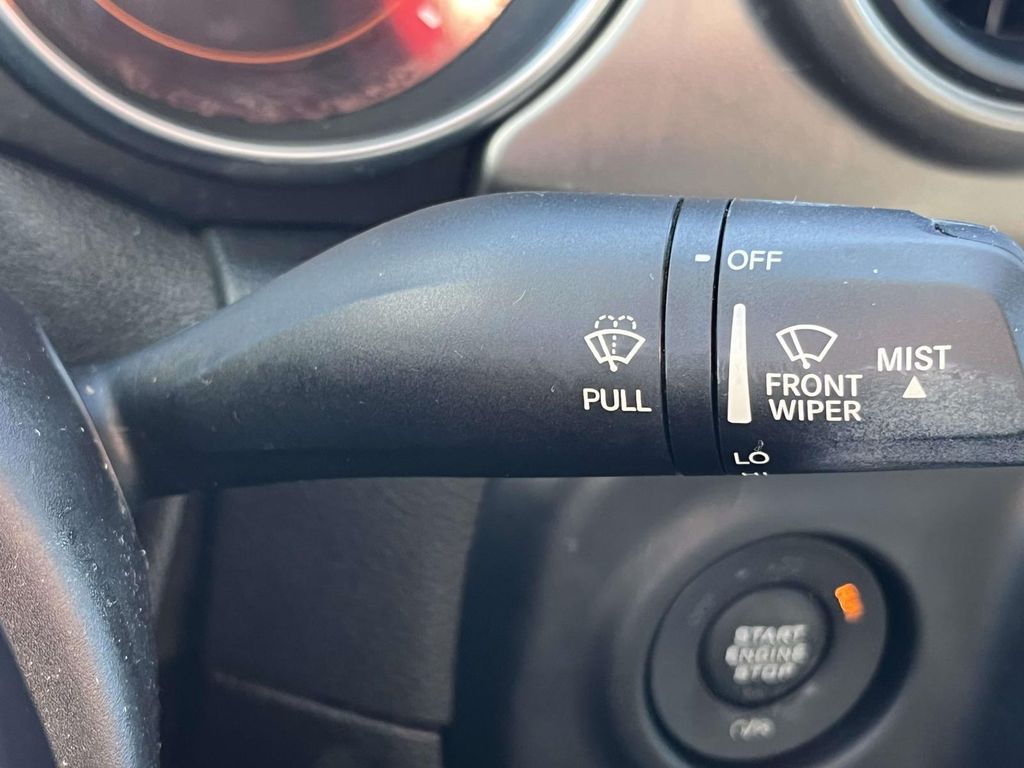 OFF
PULL
FRONT
WIPER
MIST
LO
START
ENGINE
STOP